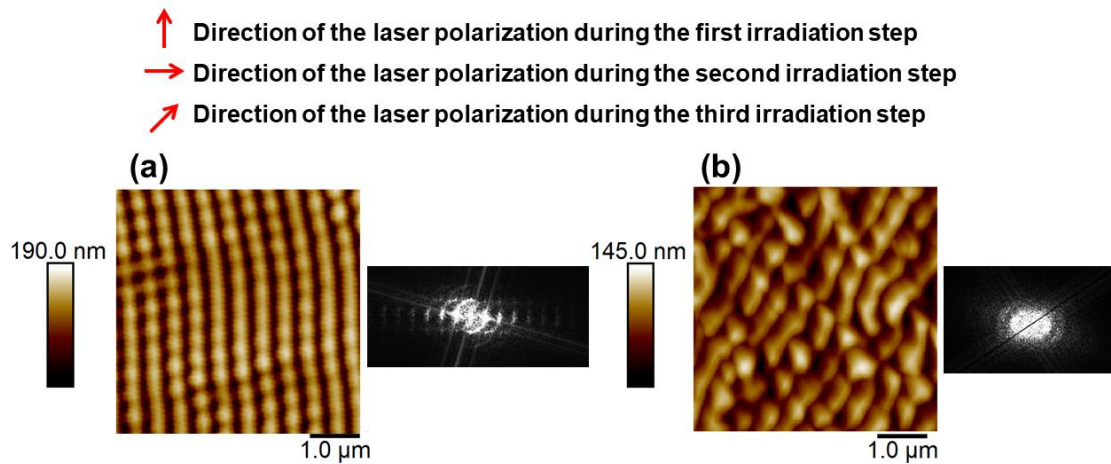 Direction of the laser polarization during the first irradiation step
Direction of the laser polarization during the second irradiation step
Direction of the laser polarization during the third irradiation step
(a)
(b)
190.0 nm
145.0 nm
1.0 µm
1.0 µm